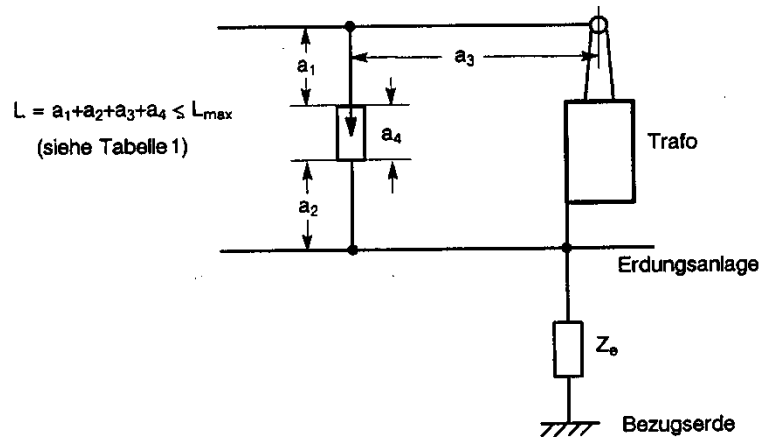 a₁
a₃
L = a₁+a₂+a₃+a₄ ≤ Lmax
(siehe Tabelle 1)
a₄
Trafo
a₂
Erdungsanlage
Zₑ
Bezugserde